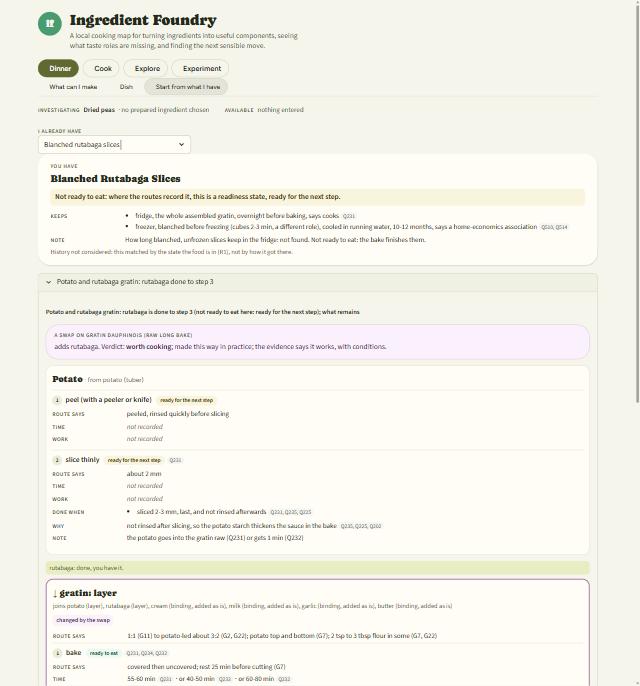 Ingredient Foundry
A local cooking map for turning ingredients into useful components, seeing
what taste roles are missing, and finding the next sensible move.
Dinner Cook Explore Experiment
What can I make Dish Start from what I have
INVESTIGATING Dried peas · no prepared ingredient chosen AVAILABLE nothing entered
I ALREADY HAVE
Blanched rutabaga slices
YOU HAVE
Blanched Rutabaga Slices
Not ready to eat: where the routes record it, this is a readiness state, ready for the next step.
KEEPS • fridge, the whole assembled gratin, overnight before baking, says cooks Q231
• freezer, blanched before freezing (cubes 2-3 min, a different role), cooled in running water, 10-12 months, says a home-economics association Q510, Q514
NOTE How long blanched, unfrozen slices keep in the fridge: not found. Not ready to eat: the bake finishes them.
History not considered: this matched by the state the food is in (R1), not by how it got there.
Potato and rutabaga gratin: rutabaga done to step 3
Potato and rutabaga gratin: rutabaga is done to step 3 (not ready to eat here: ready for the next step); what remains
A SWAP ON GRATIN DAUPHINOIS (RAW LONG BAKE)
adds rutabaga. Verdict: worth cooking; made this way in practice; the evidence says it works, with conditions.
Potato · from potato (tuber)
1 peel (with a peeler or knife) ready for the next step
ROUTE SAYS peeled, rinsed quickly before slicing
TIME not recorded
WORK not recorded
2 slice thinly ready for the next step Q231
ROUTE SAYS about 2 mm
TIME not recorded
WORK not recorded
DONE WHEN • sliced 2-3 mm, last, and not rinsed afterwards Q231, Q235, Q225
WHY not rinsed after slicing, so the potato starch thickens the sauce in the bake Q235, Q225, Q202
NOTE the potato goes into the gratin raw (Q231) or gets 1 min (Q232)
rutabaga: done, you have it.
↓ gratin: layer
joins potato (layer), rutabaga (layer), cream (binding, added as is), milk (binding, added as is), garlic (binding, added as is), butter (binding, added as is)
changed by the swap
ROUTE SAYS 1:1 (G11) to potato-led about 3:2 (G2, G22); potato top and bottom (G7); 2 tsp to 3 tbsp flour in some (G7, G22)
1 bake ready to eat Q231, Q234, Q232
ROUTE SAYS covered then uncovered; rest 25 min before cutting (G7)
TIME 55-60 min Q231 · or 40-50 min Q233 · or 60-80 min Q232